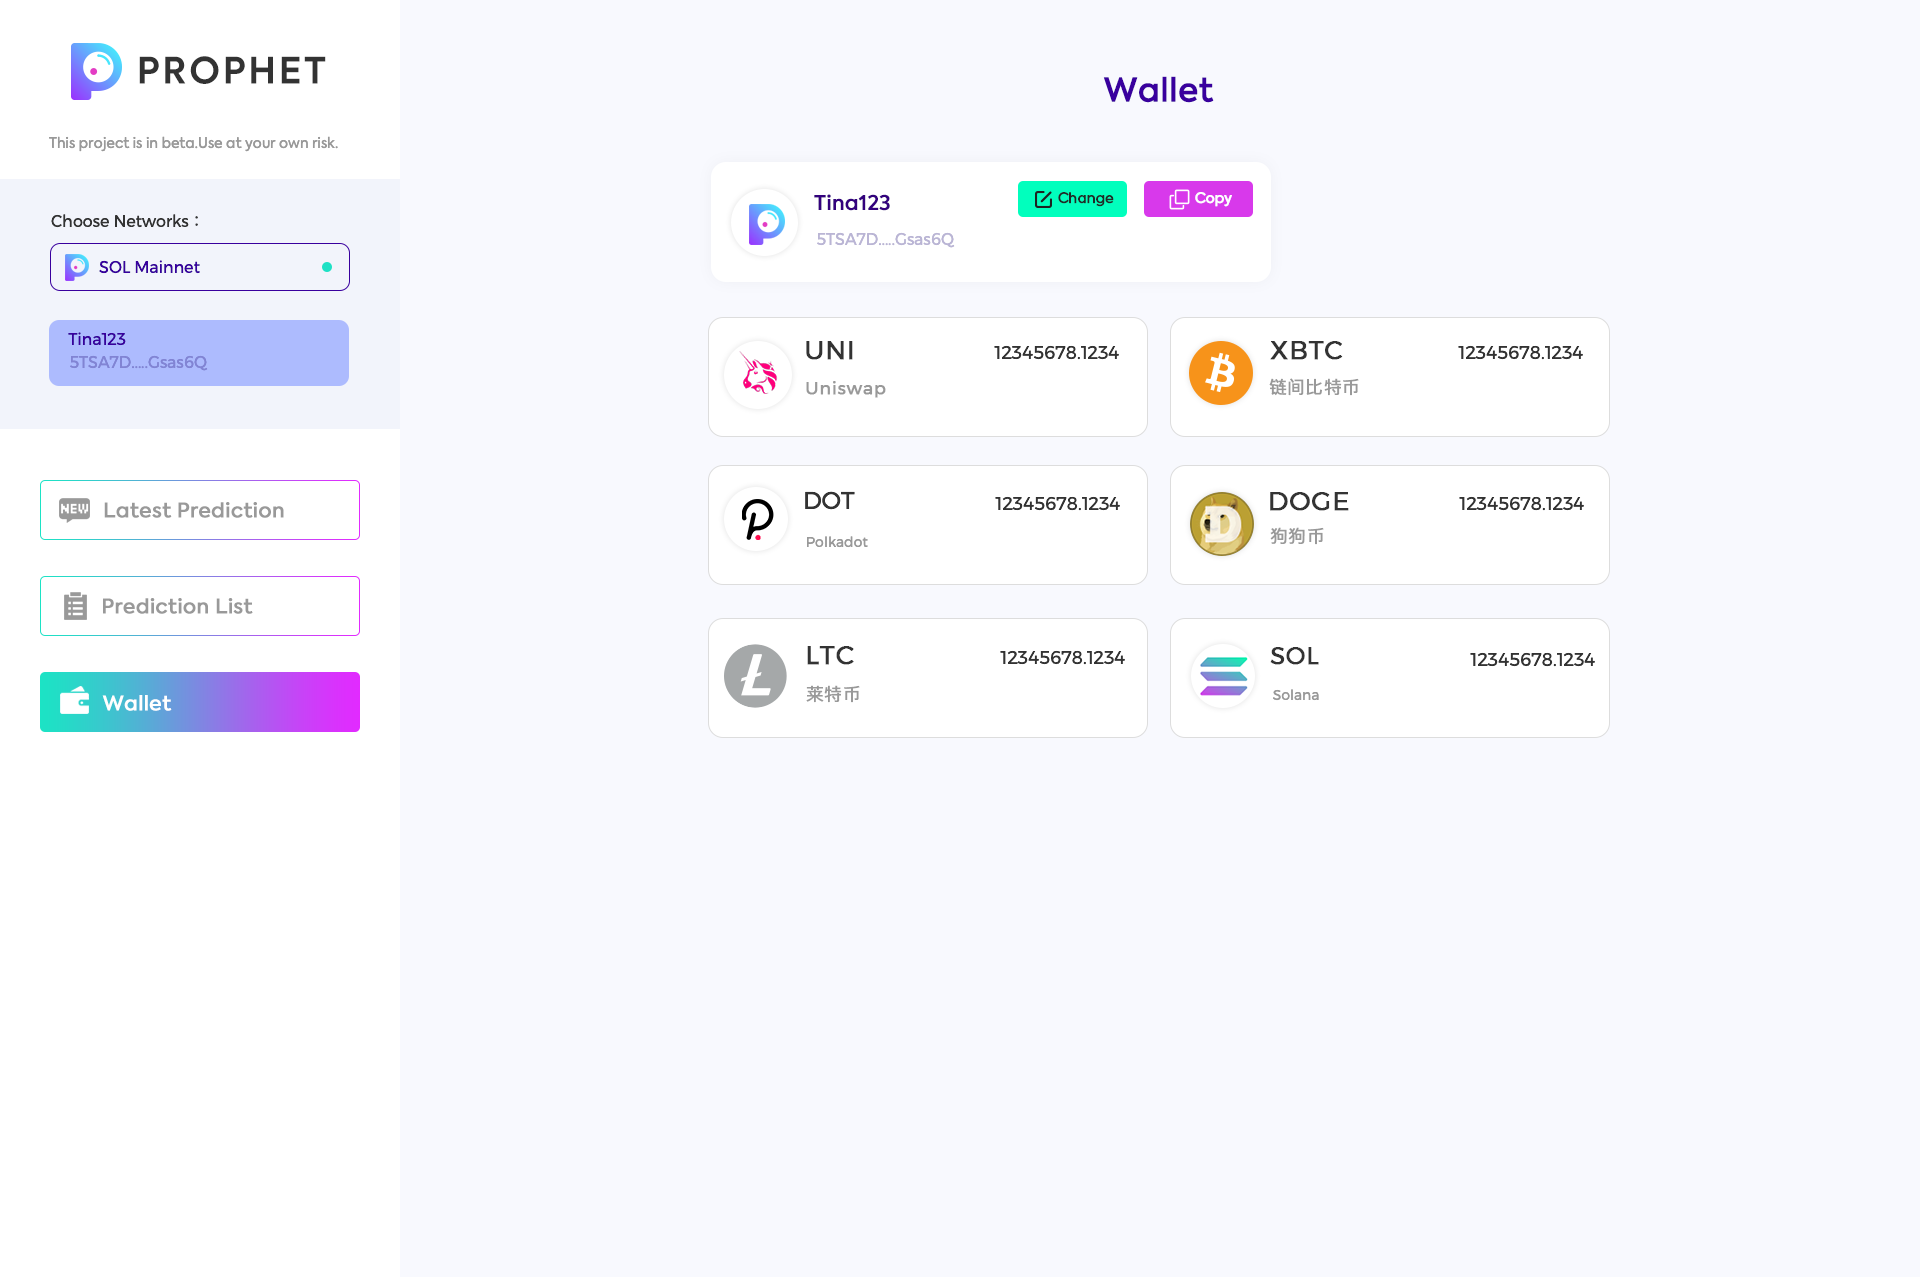 PROPHET
This project is in beta.Use at your own risk.
Choose Networks：
SOL Mainnet
Tina123
5TSA7D.....Gsas6Q
NEW Latest Prediction
Prediction List
Wallet
Wallet
Tina123
5TSA7D.....Gsas6Q
Change
Copy
UNI
12345678.1234
Uniswap
XBTC
12345678.1234
链间比特币
DOT
12345678.1234
Polkadot
DOGE
12345678.1234
狗狗币
LTC
12345678.1234
莱特币
SOL
12345678.1234
Solana